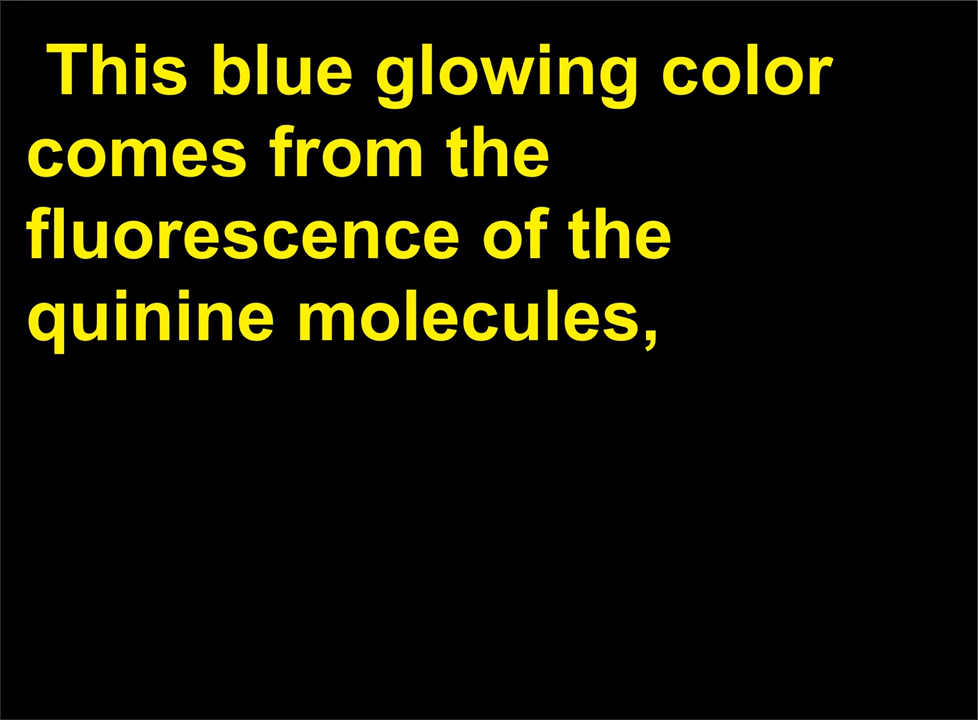 This blue glowing color
comes from the
fluorescence of the
quinine molecules,